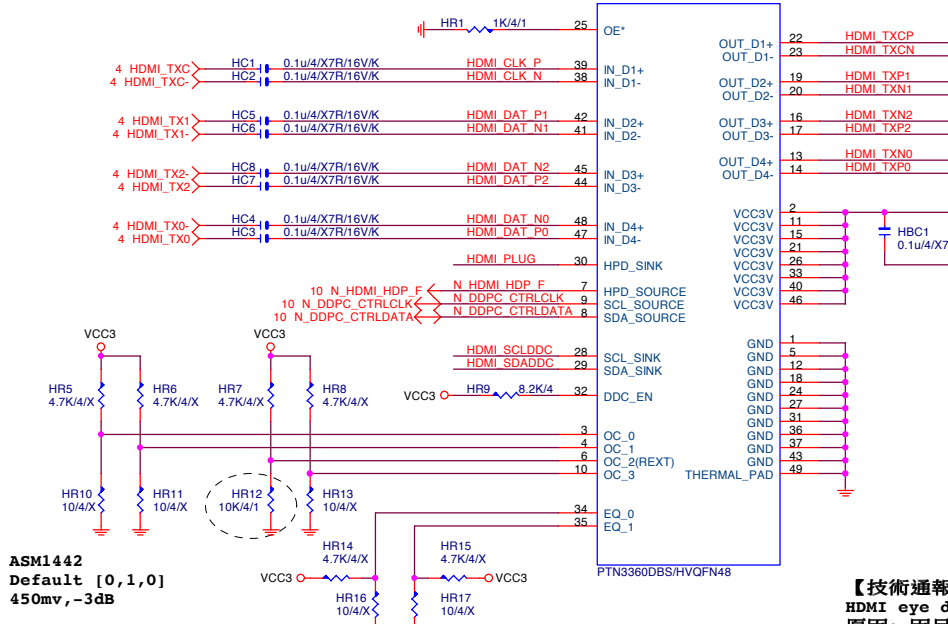 HR1 1K/4/1 25 OE*
OUT_D1+ 22 HDMI_TXCP
OUT_D1- 23 HDMI_TXCN
4 HDMI_TXC HC1 0.1u/4/X7R/16V/K HDMI_CLK_P 39 IN_D1+
4 HDMI_TXC- HC2 0.1u/4/X7R/16V/K HDMI_CLK_N 38 IN_D1-
OUT_D2+ 19 HDMI_TXP1
OUT_D2- 20 HDMI_TXN1
4 HDMI_TX1 HC5 0.1u/4/X7R/16V/K HDMI_DAT_P1 42 IN_D2+
4 HDMI_TX1- HC6 0.1u/4/X7R/16V/K HDMI_DAT_N1 41 IN_D2-
OUT_D3+ 16 HDMI_TXN2
OUT_D3- 17 HDMI_TXP2
4 HDMI_TX2- HC8 0.1u/4/X7R/16V/K HDMI_DAT_N2 45 IN_D3+
4 HDMI_TX2 HC7 0.1u/4/X7R/16V/K HDMI_DAT_P2 44 IN_D3-
OUT_D4+ 13 HDMI_TXN0
OUT_D4- 14 HDMI_TXP0
4 HDMI_TX0- HC4 0.1u/4/X7R/16V/K HDMI_DAT_N0 48 IN_D4+
4 HDMI_TX0 HC3 0.1u/4/X7R/16V/K HDMI_DAT_P0 47 IN_D4-
VCC3V 2
VCC3V 11
VCC3V 15
VCC3V 21
VCC3V 26
VCC3V 33
VCC3V 40
VCC3V 46
HBC1
0.1u/4/X7
HDMI_PLUG 30 HPD_SINK
10 N_HDMI_HDP_F N_HDMI_HDP_F 7 HPD_SOURCE
10 N_DDPC_CTRLCLK N_DDPC_CTRLCLK 9 SCL_SOURCE
10 N_DDPC_CTRLDATA N_DDPC_CTRLDATA 8 SDA_SOURCE
HDMI_SCLDDC 28 SCL_SINK
HDMI_SDADDC 29 SDA_SINK
VCC3 HR9 8.2K/4 32 DDC_EN
GND 1
GND 5
GND 12
GND 18
GND 24
GND 27
GND 31
GND 36
GND 37
GND 43
THERMAL_PAD 49
VCC3 VCC3
HR5 HR6 HR7 HR8
4.7K/4/X 4.7K/4/X 4.7K/4/X 4.7K/4/X
3 OC_0
4 OC_1
6 OC_2(REXT)
10 OC_3
HR10 HR11 HR12 HR13
10/4/X 10/4/X 10K/4/1 10/4/X
34 EQ_0
35 EQ_1
HR14 HR15
4.7K/4/X 4.7K/4/X
VCC3 VCC3
HR16 HR17
10/4/X 10/4/X
PTN3360DBS/HVQFN48
ASM1442
Default [0,1,0]
450mv,-3dB
【技術通報
HDMI eye d